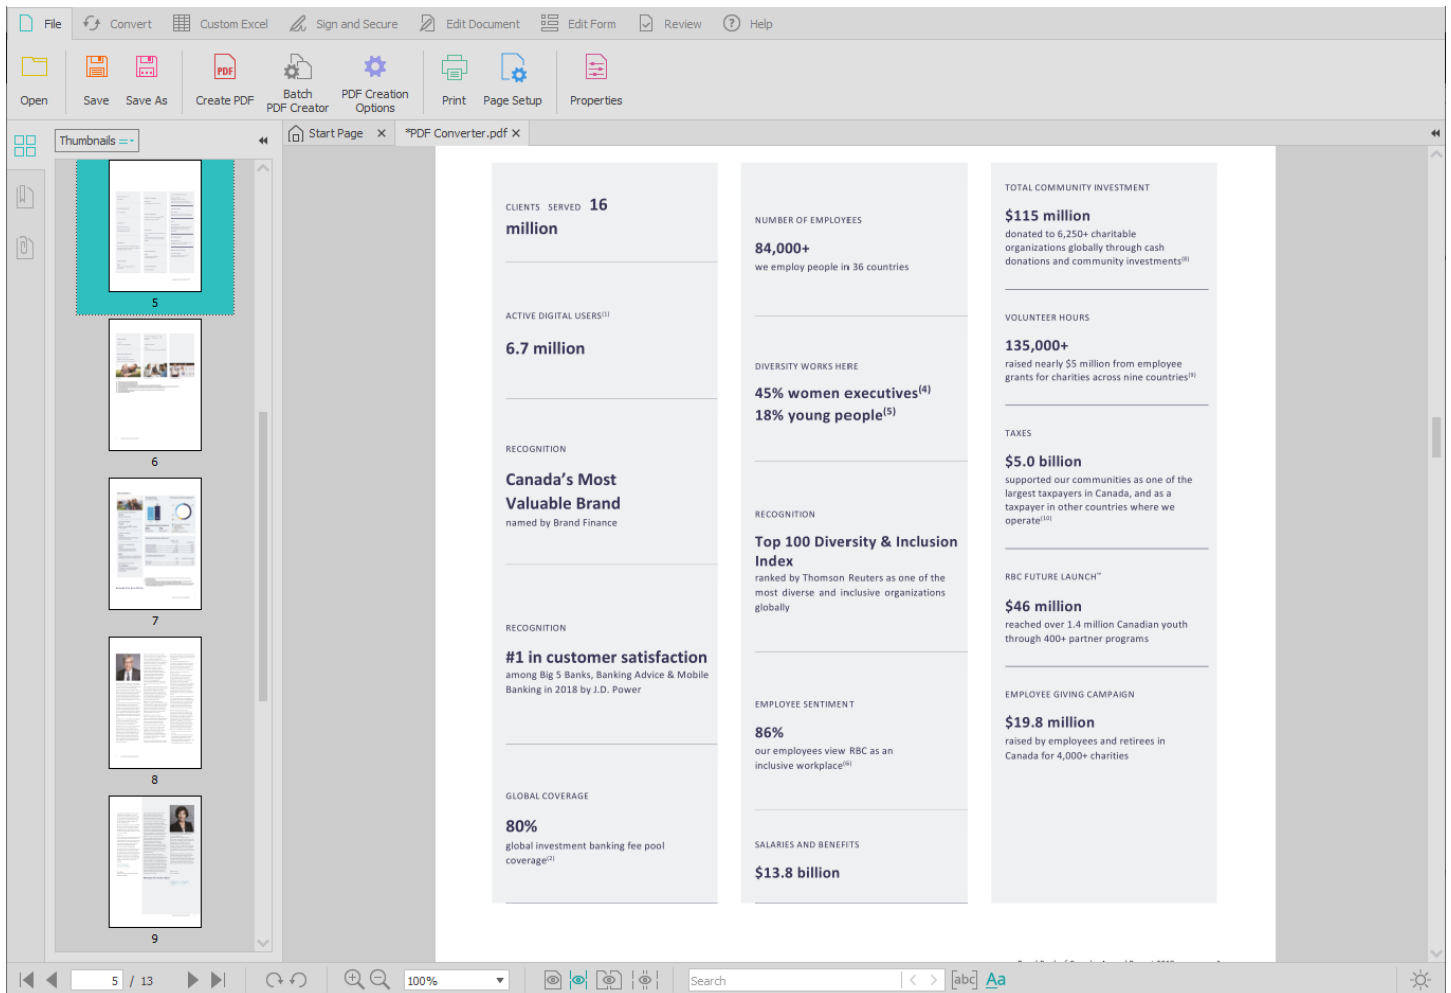 File
Convert
Custom Excel
Sign and Secure
Edit Document
Edit Form
Review
Help
Open
Save
Save As
Create PDF
Batch
PDF Creator
PDF Creation
Options
Print
Page Setup
Properties
Thumbnails
Start Page
*PDF Converter.pdf
5
6
7
8
9
CLIENTS SERVED 16
million
ACTIVE DIGITAL USERS(1)
6.7 million
RECOGNITION
Canada's Most
Valuable Brand
named by Brand Finance
RECOGNITION
#1 in customer satisfaction
among Big 5 Banks, Banking Advice & Mobile
Banking in 2018 by J.D. Power
GLOBAL COVERAGE
80%
global investment banking fee pool
coverage(2)
NUMBER OF EMPLOYEES
84,000+
we employ people in 36 countries
DIVERSITY WORKS HERE
45% women executives(4)
18% young people(5)
RECOGNITION
Top 100 Diversity & Inclusion
Index
ranked by Thomson Reuters as one of the
most diverse and inclusive organizations
globally
EMPLOYEE SENTIMENT
86%
our employees view RBC as an
inclusive workplace(6)
SALARIES AND BENEFITS
$13.8 billion
TOTAL COMMUNITY INVESTMENT
$115 million
donated to 6,250+ charitable
organizations globally through cash
donations and community investments(8)
VOLUNTEER HOURS
135,000+
raised nearly $5 million from employee
grants for charities across nine countries(9)
TAXES
$5.0 billion
supported our communities as one of the
largest taxpayers in Canada, and as a
taxpayer in other countries where we
operate(10)
RBC FUTURE LAUNCH™
$46 million
reached over 1.4 million Canadian youth
through 400+ partner programs
EMPLOYEE GIVING CAMPAIGN
$19.8 million
raised by employees and retirees in
Canada for 4,000+ charities
5 / 13
100%
Search
[abc]
Aa